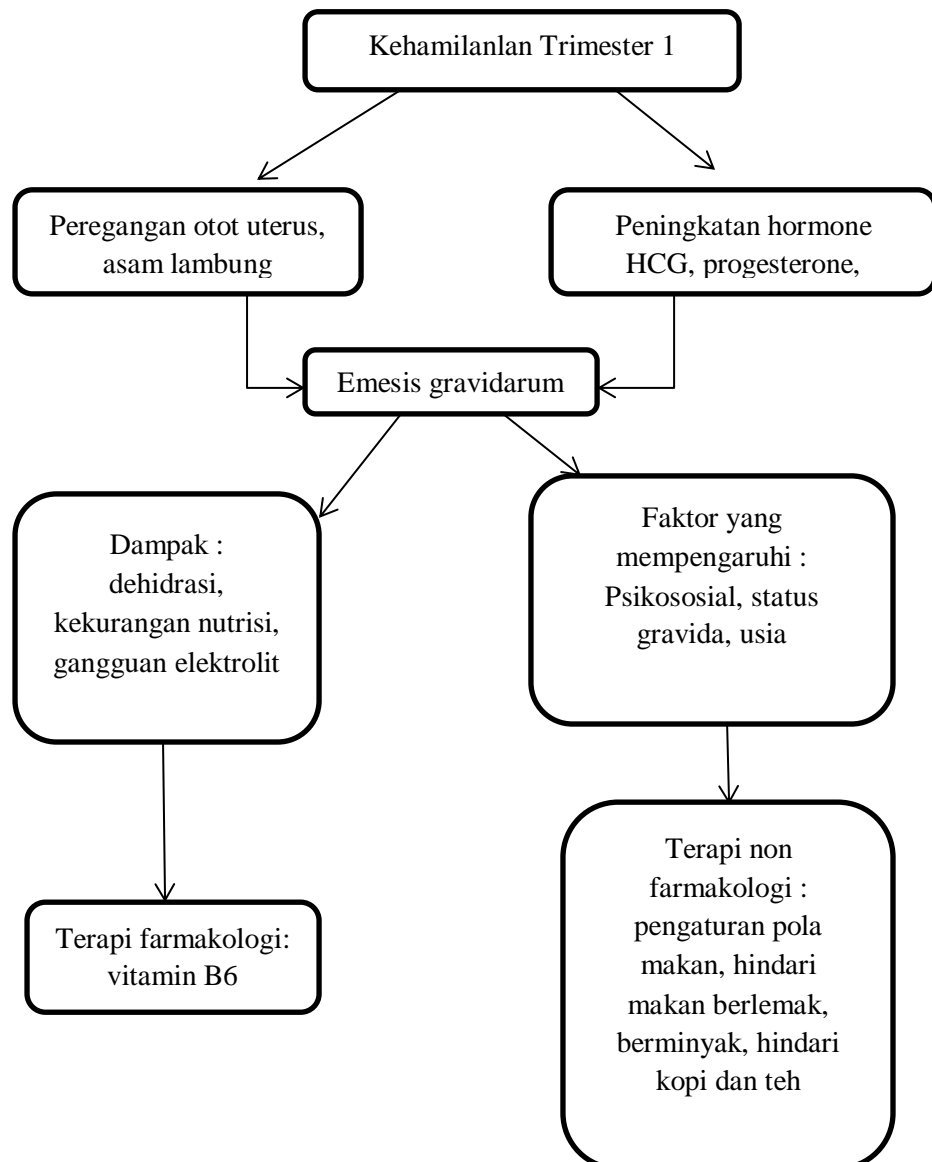 Kehamilanlan Trimester 1
Peregangan otot uterus,
asam lambung
Peningkatan hormone
HCG, progesterone,
Emesis gravidarum
Dampak :
dehidrasi,
kekurangan nutrisi,
gangguan elektrolit
Faktor yang
mempengaruhi :
Psikososial, status
gravida, usia
Terapi farmakologi:
vitamin B6
Terapi non
farmakologi :
pengaturan pola
makan, hindari
makan berlemak,
berminyak, hindari
kopi dan teh